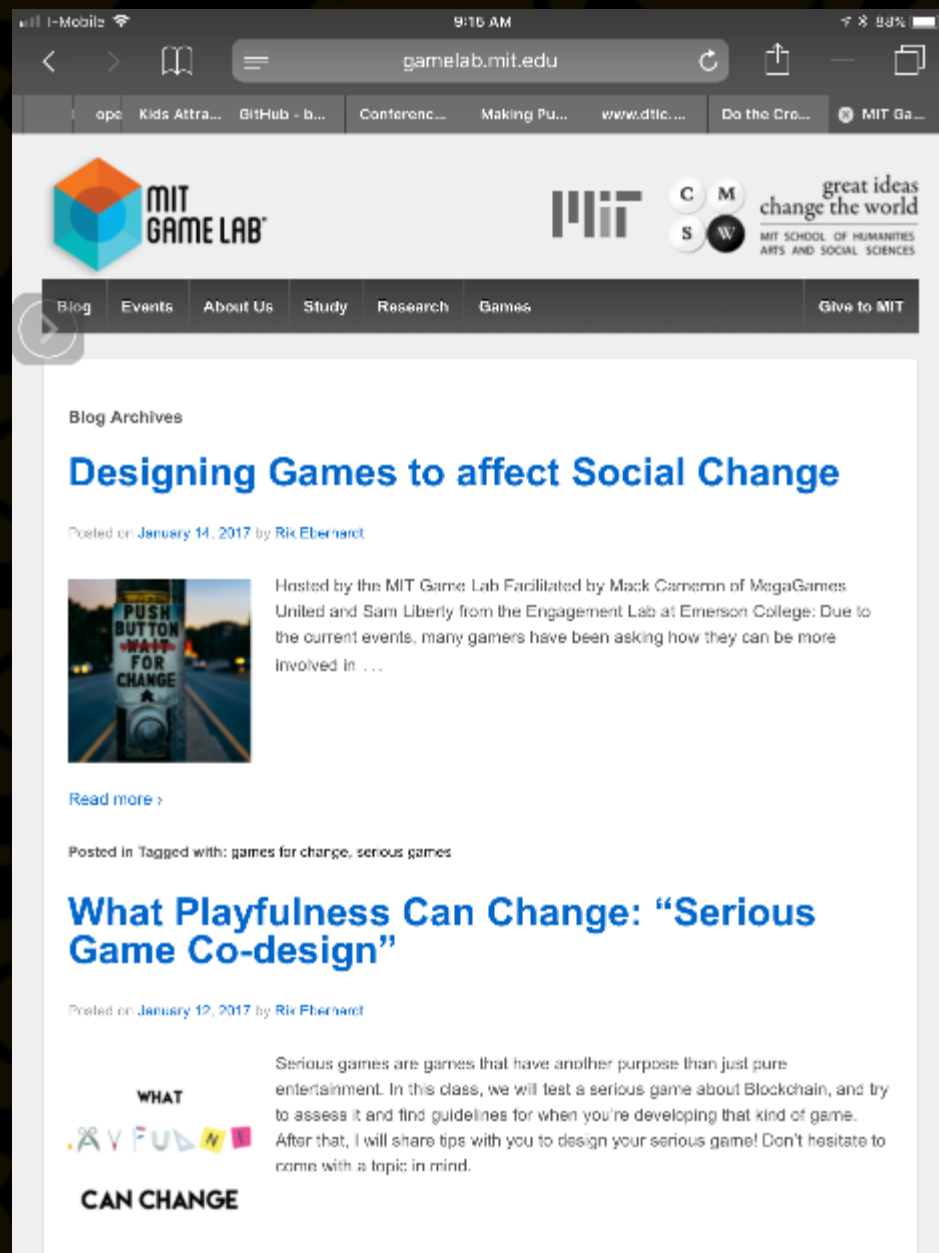 I-Mobile 9:15 AM 88%
gamelab.mit.edu
ope Kids Attra... GitHub - b... Conferenc... Making Pu... www.dtic.... Do the Cro... MIT Ga...
MIT
GAME LAB
MIT
C M
S W
great ideas
change the world
MIT SCHOOL OF HUMANITIES
ARTS AND SOCIAL SCIENCES
Blog Events About Us Study Research Games Give to MIT
Blog Archives
Designing Games to affect Social Change
Posted on January 14, 2017 by Rik Eberhardt
PUSH
BUTTON
WAIT
FOR
CHANGE
Hosted by the MIT Game Lab Facilitated by Mack Cameron of MegaGames
United and Sam Liberty from the Engagement Lab at Emerson College: Due to
the current events, many gamers have been asking how they can be more
involved in …
Read more ›
Posted in Tagged with: games for change, serious games
What Playfulness Can Change: “Serious
Game Co-design”
Posted on January 12, 2017 by Rik Eberhardt
WHAT
AYFULNE
CAN CHANGE
Serious games are games that have another purpose than just pure
entertainment. In this class, we will test a serious game about Blockchain, and try
to assess it and find guidelines for when you're developing that kind of game.
After that, I will share tips with you to design your serious game! Don't hesitate to
come with a topic in mind.